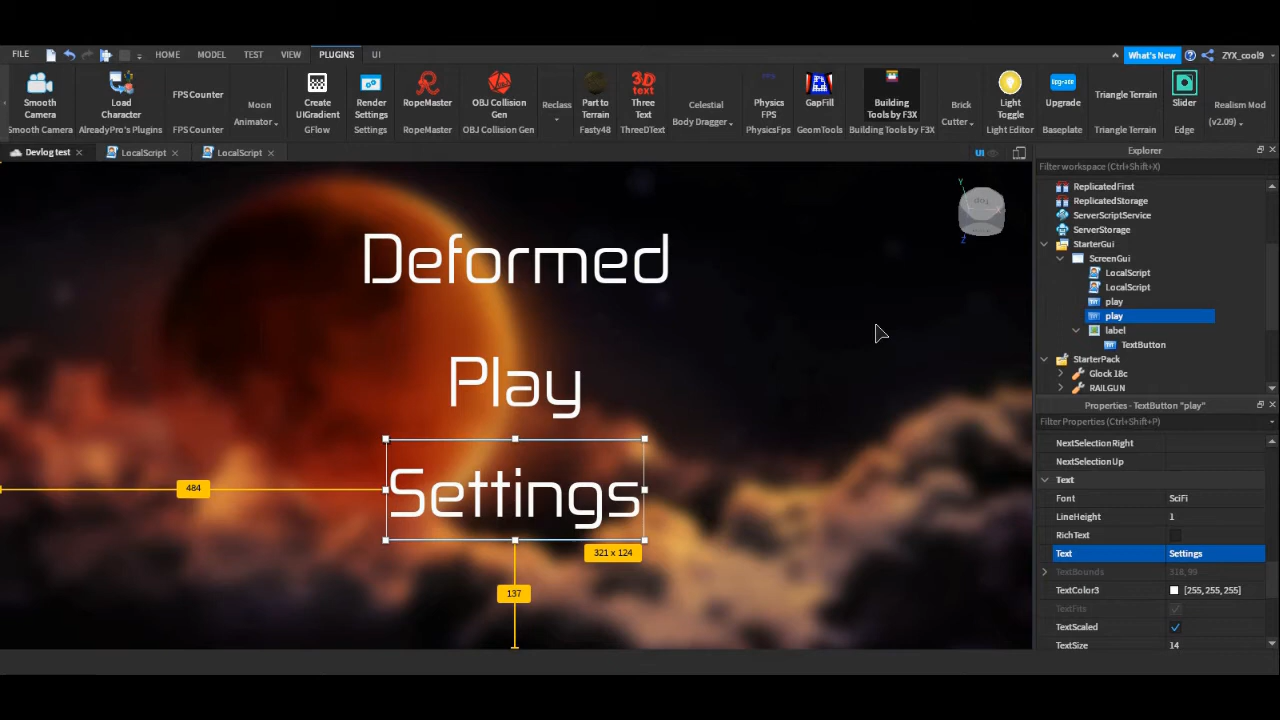 FILE HOME MODEL TEST VIEW PLUGINS UI What's New ZYX_cool9
Smooth Camera
Load Character
FPS Counter
Moon Animator
Create UIGradient
Render Settings
RopeMaster
OBJ Collision Gen
Reclass
Part to Terrain
Three Text
Celestial Body Dragger
Physics FPS
GapFill
Building Tools by F3X
Brick Cutter
Light Toggle
Upgrade
Triangle Terrain
Slider
Realism Mod (v2.09)
Smooth Camera AlreadyPro's Plugins FPS Counter GFlow Settings RopeMaster OBJ Collision Gen Fasty48 ThreeDText PhysicsFps GeomTools Building Tools by F3X Light Editor Baseplate Triangle Terrain Edge
Devlog test LocalScript LocalScript UI
Deformed
Play
Settings
484
321 x 124
137
Explorer
Filter workspace (Ctrl+Shift+X)
ReplicatedFirst
ReplicatedStorage
ServerScriptService
ServerStorage
StarterGui
ScreenGui
LocalScript
LocalScript
play
play
label
TextButton
StarterPack
Glock 18c
RAILGUN
Properties - TextButton "play"
Filter Properties (Ctrl+Shift+P)
NextSelectionRight
NextSelectionUp
Text
Font SciFi
LineHeight 1
RichText
Text Settings
TextBounds 318, 99
TextColor3 [255, 255, 255]
TextFits
TextScaled
TextSize 14